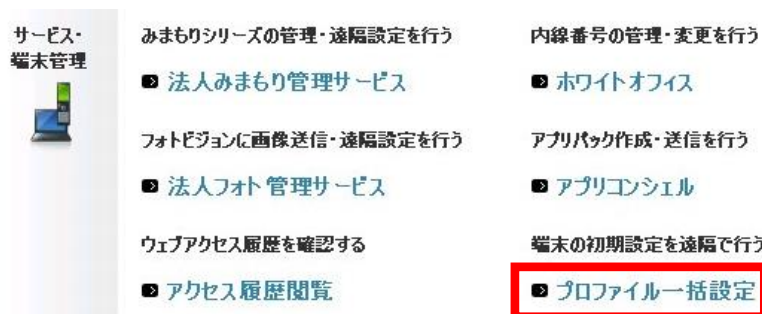 サービス・
端末管理
みまもりシリーズの管理・遠隔設定を行う
法人みまもり管理サービス
フォトビジョンに画像送信・遠隔設定を行う
法人フォト管理サービス
ウェブアクセス履歴を確認する
アクセス履歴閲覧
内線番号の管理・変更を行う
ホワイトオフィス
アプリパック作成・送信を行う
アプリコンシェル
端末の初期設定を遠隔で行う
プロファイル一括設定